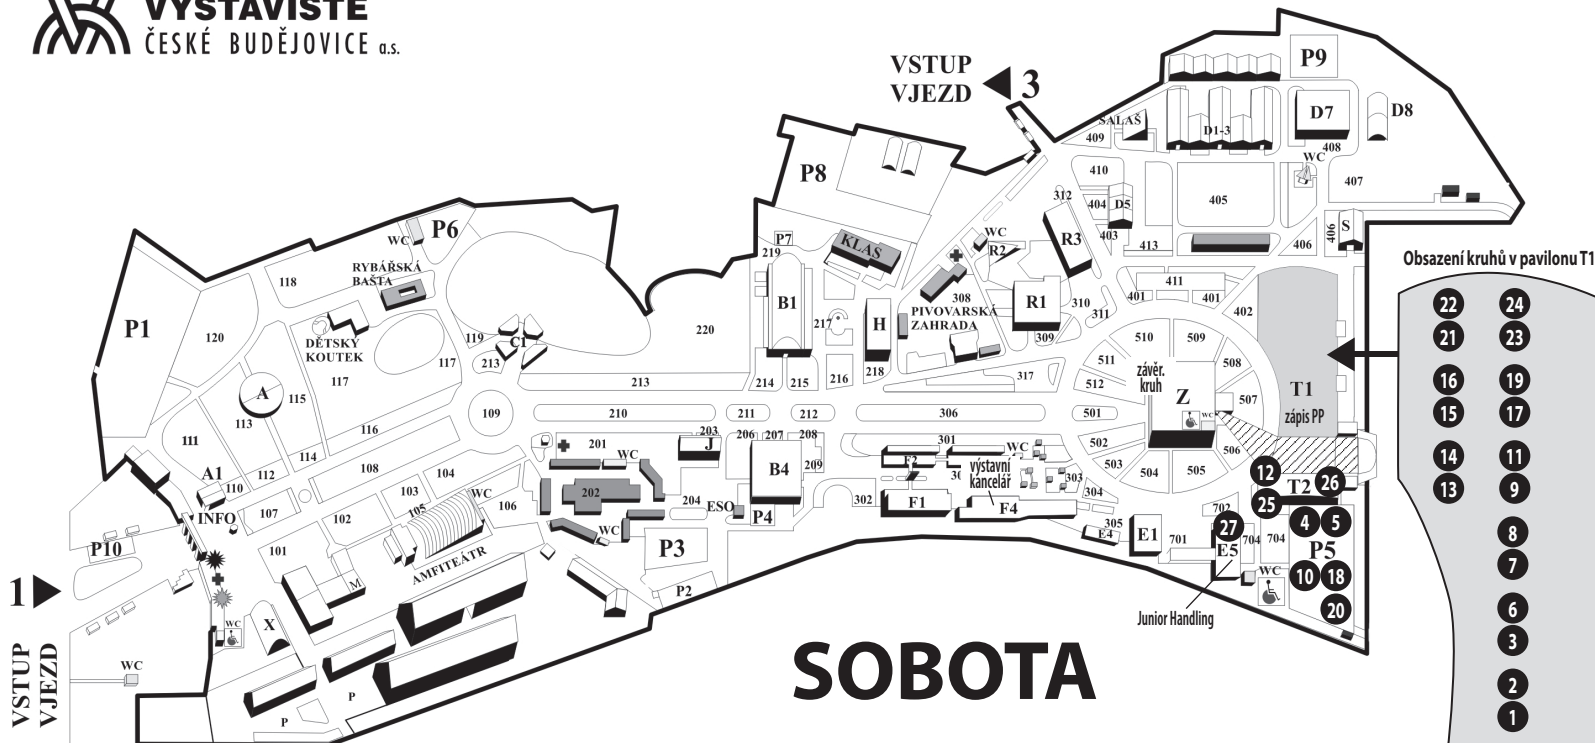 VÝSTAVIŠTĚ
ČESKÉ BUDĚJOVICE a.s.
VSTUP
VJEZD
3
P9
D7
D8
SALAŠ
409
D1-3
408
WC
407
410
404
D5
403
413
405
406
406
S
P8
KLAS
P7
219
B1
217
H
218
214
215
216
WC
R2
312
R3
R1
308
PIVOVARSKÁ
ZAHRADA
310
311
309
317
401
411
401
402
P6
WC
RYBÁŘSKÁ
BAŠTA
118
P1
120
DĚTSKÝ
KOUTEK
119
C1
213
220
117
117
A
115
113
111
116
114
112
109
213
210
211
212
306
501
510
509
511
508
512
507
závěr.
kruh
Z
WC
502
503
504
505
506
T1
zápis PP
Obsazení kruhů v pavilonu T1
22
24
21
23
16
19
15
17
14
11
13
9
8
7
6
3
2
1
A1
110
INFO
107
108
104
103
102
105
WC
106
101
M
AMFITEÁTR
P10
1
VSTUP
VJEZD
WC
WC
X
P
P
201
WC
202
WC
203
J
204
ESO
206
207
208
209
B4
P4
P3
P2
301
F2
WC
výstavní
kancelář
303
304
302
F1
F4
305
E4
E1
701
702
27
E5
704
704
WC
12
T2
26
25
4
5
P5
10
18
20
Junior Handling
SOBOTA